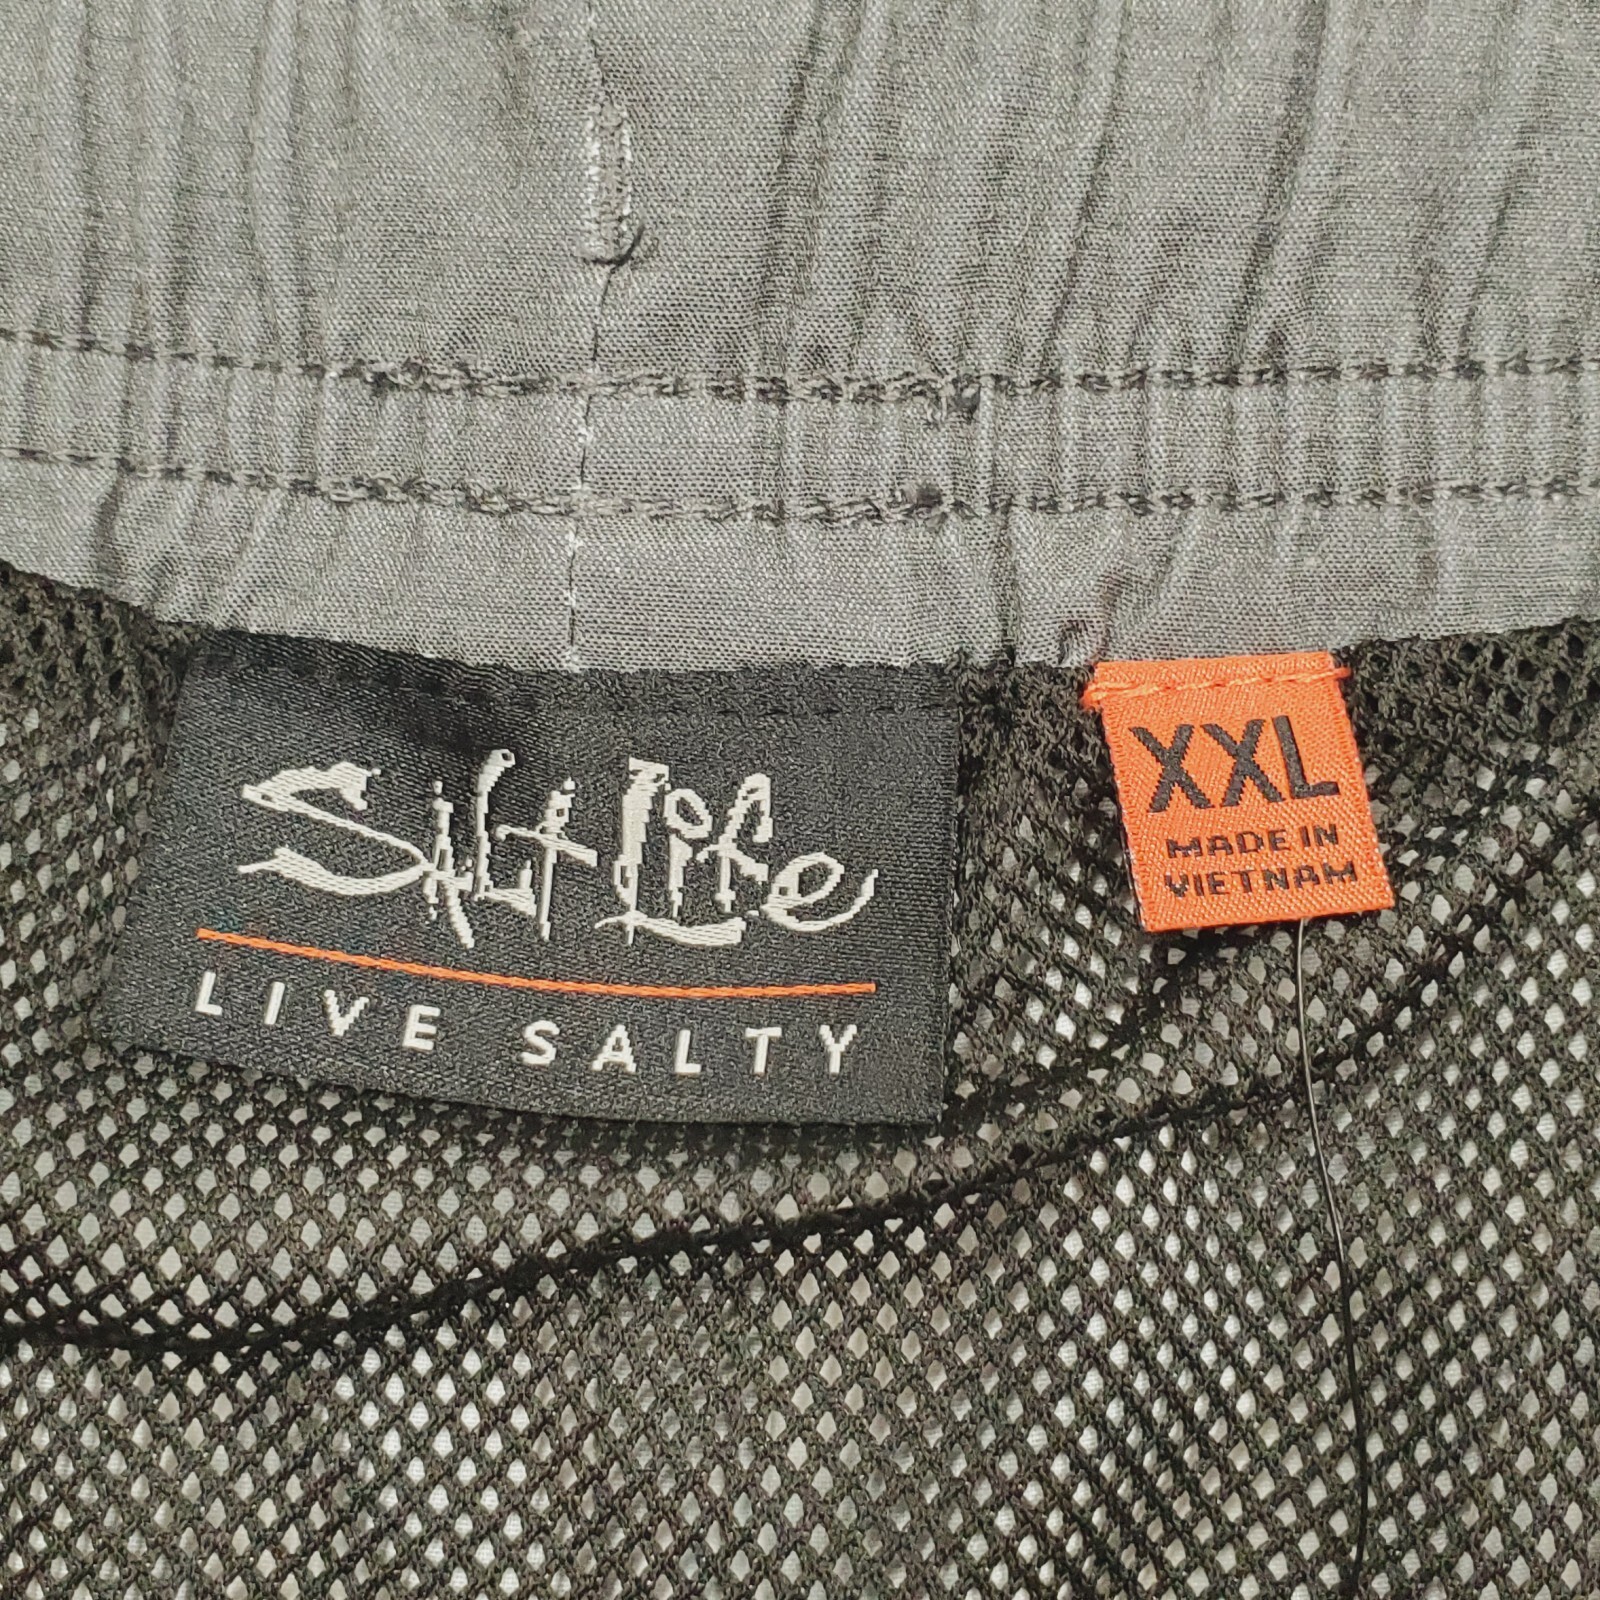 Salt Life
LIVE SALTY
XXL
MADE IN
VIETNAM